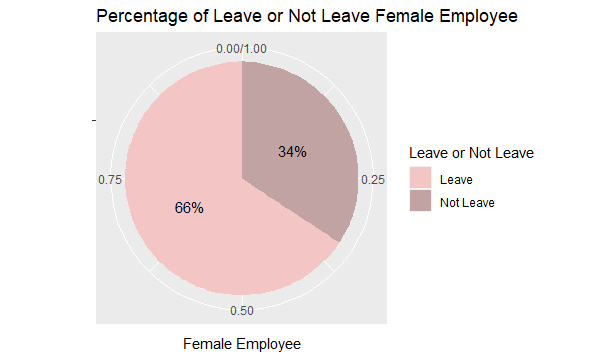 Percentage of Leave or Not Leave Female Employee
0.00/1.00
34%
Leave or Not Leave
0.75
0.25
Leave
66%
Not Leave
0.50
Female Employee